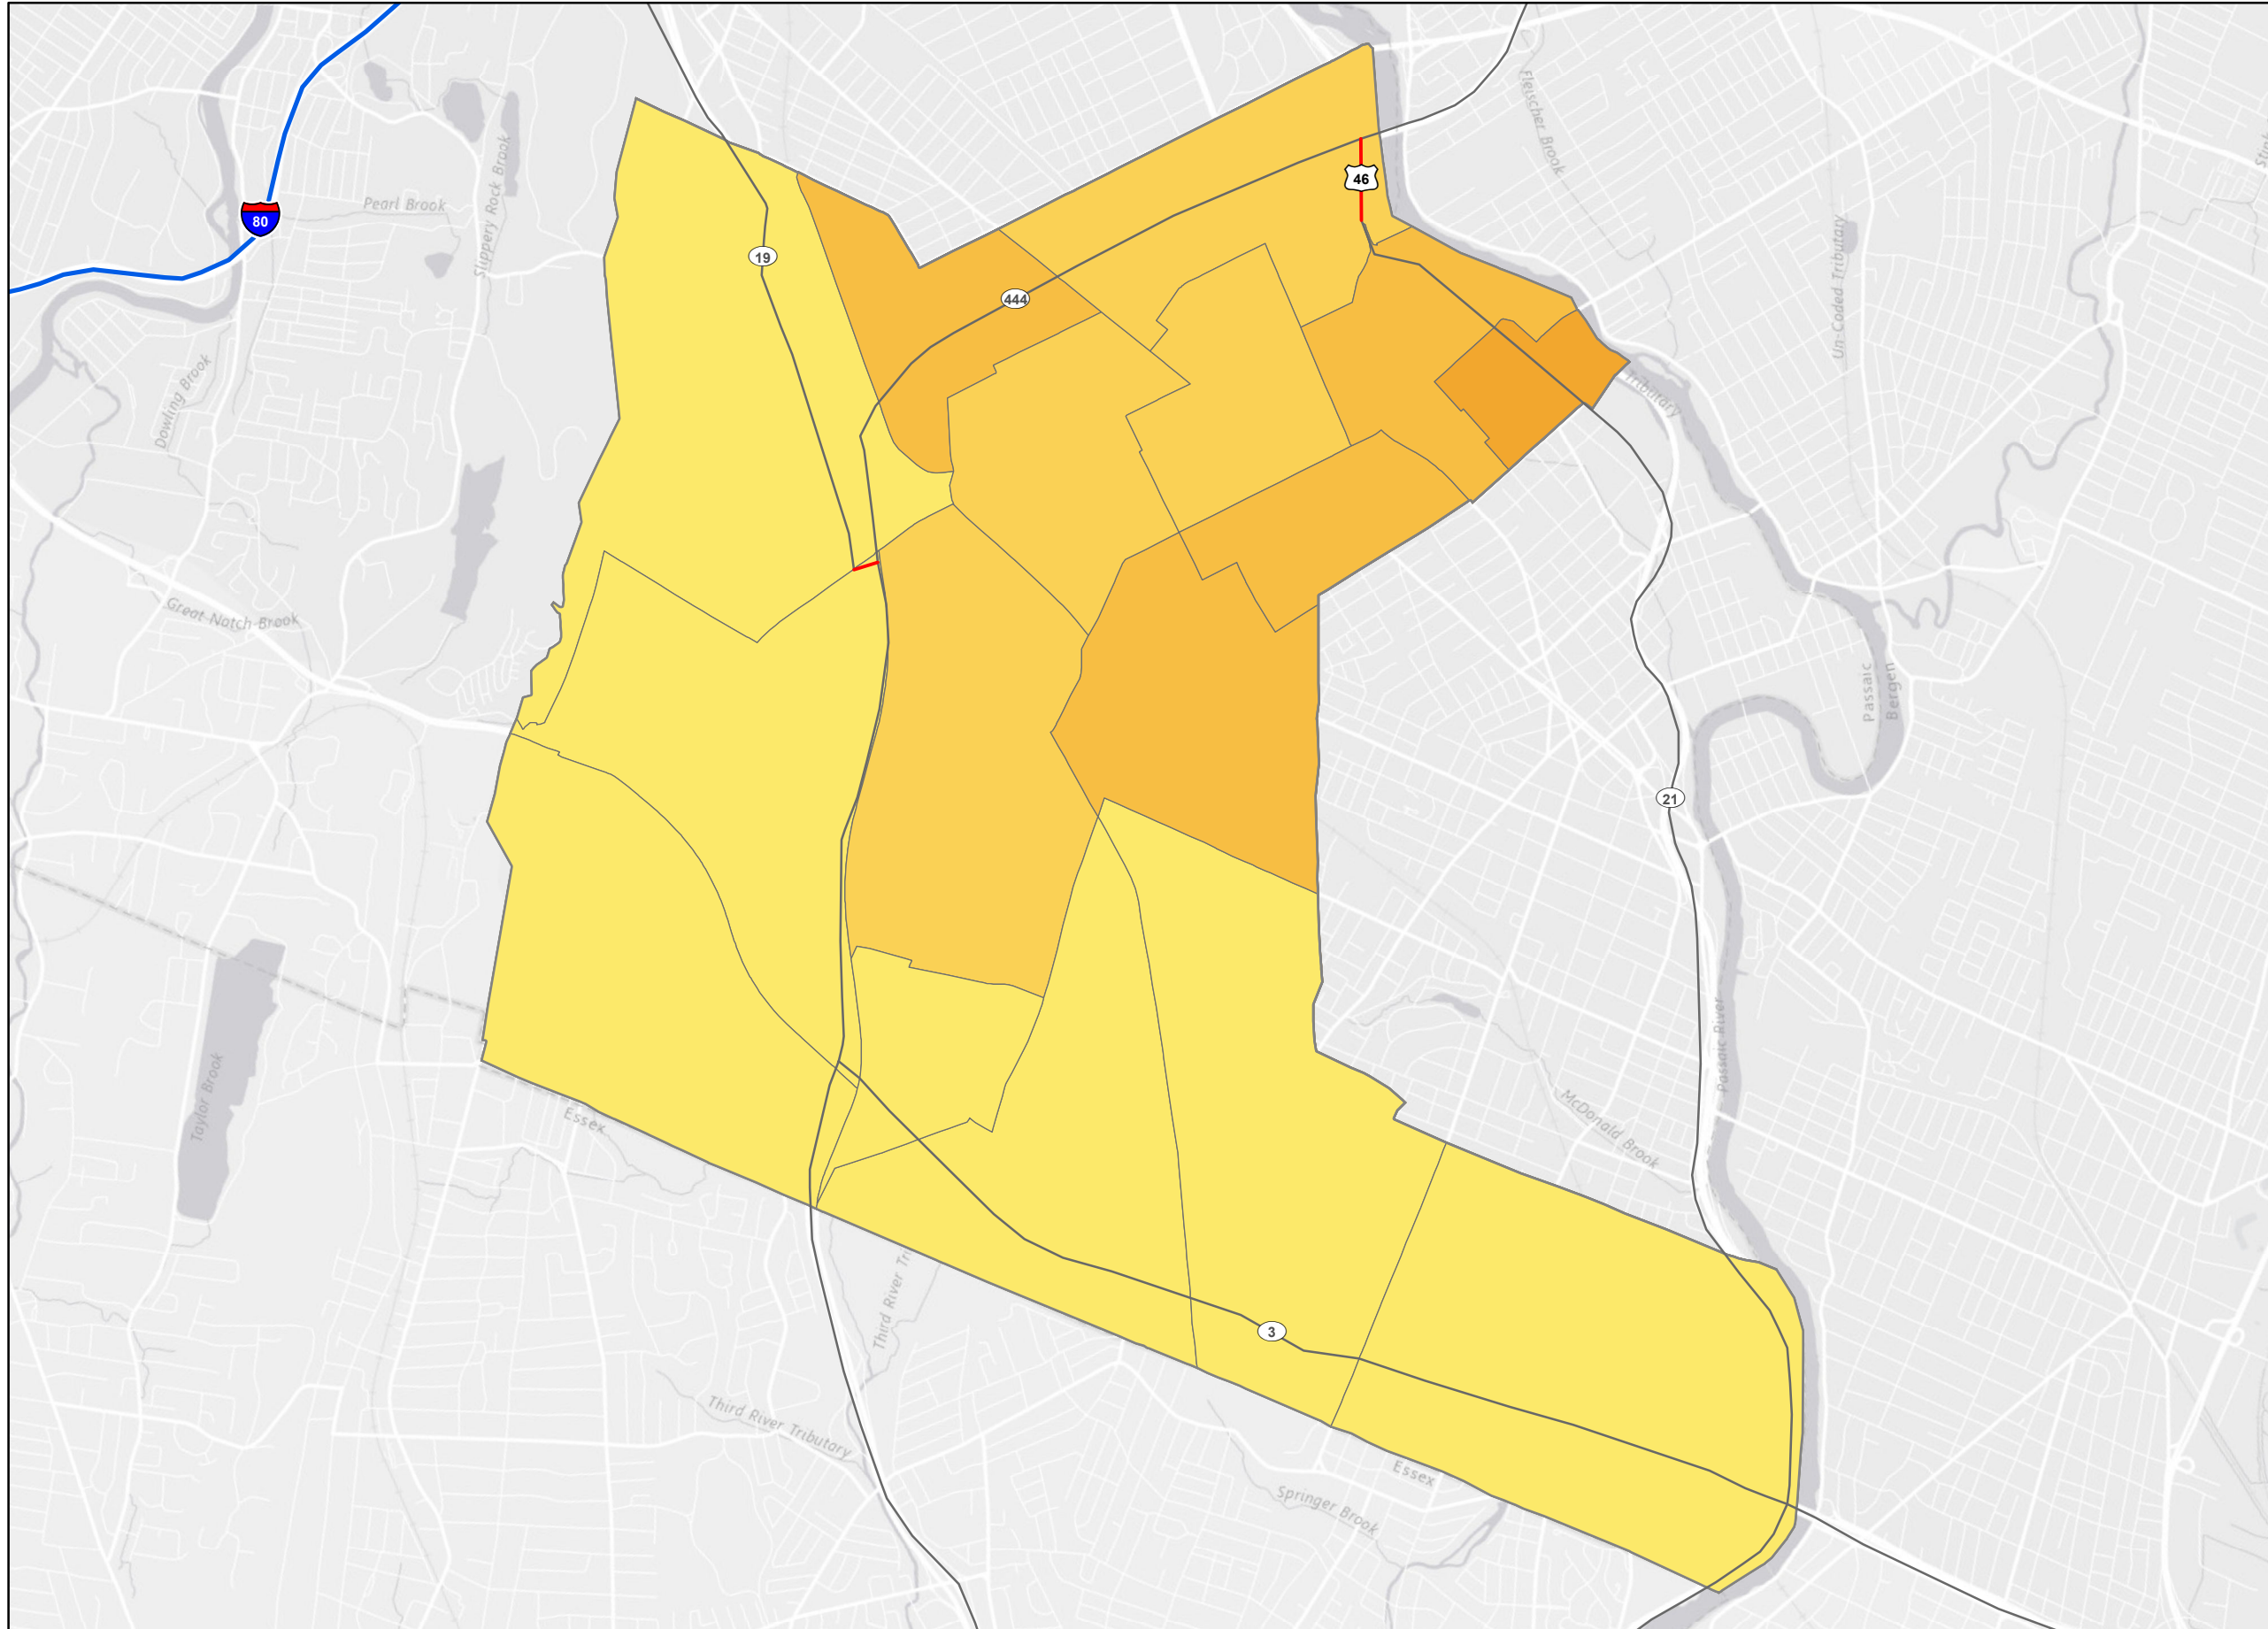 Fleischer Brook
Slippery Rock Brook
46
Pearl Brook
80
Un-Coded Tributary
19
444
Dowling Brook
Tributary
Great Notch Brook
Passaic
Bergen
21
Passaic River
Taylor Brook
Essex
McDonald Brook
Third River Tri
3
Third River Tributary
Essex
Springer Brook